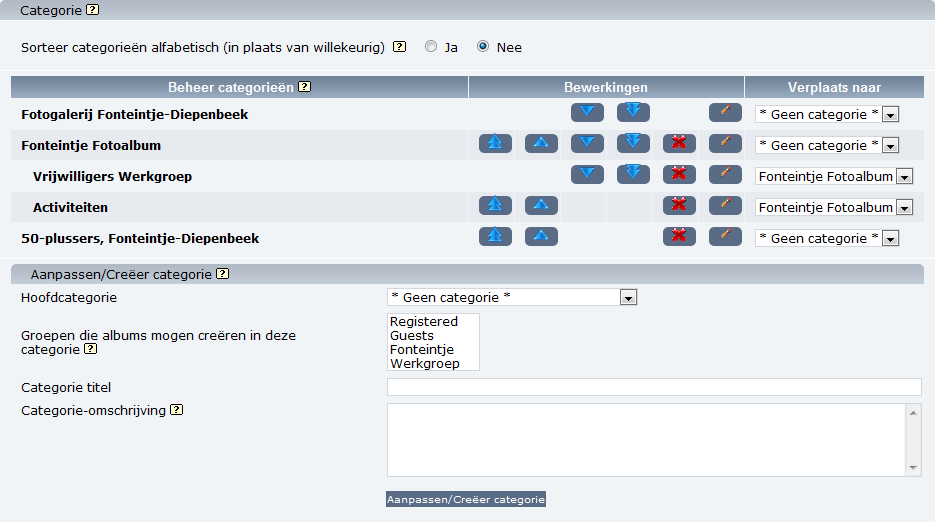 Categorie ?
Sorteer categorieën alfabetisch (in plaats van willekeurig) ? Ja Nee
Beheer categorieën ? Bewerkingen Verplaats naar
Fotogalerij Fonteintje-Diepenbeek * Geen categorie *
Fonteintje Fotoalbum * Geen categorie *
Vrijwilligers Werkgroep Fonteintje Fotoalbum
Activiteiten Fonteintje Fotoalbum
50-plussers, Fonteintje-Diepenbeek * Geen categorie *
Aanpassen/Creëer categorie ?
Hoofdcategorie * Geen categorie *
Groepen die albums mogen creëren in deze
categorie ?
Registered
Guests
Fonteintje
Werkgroep
Categorie titel
Categorie-omschrijving ?
Aanpassen/Creëer categorie